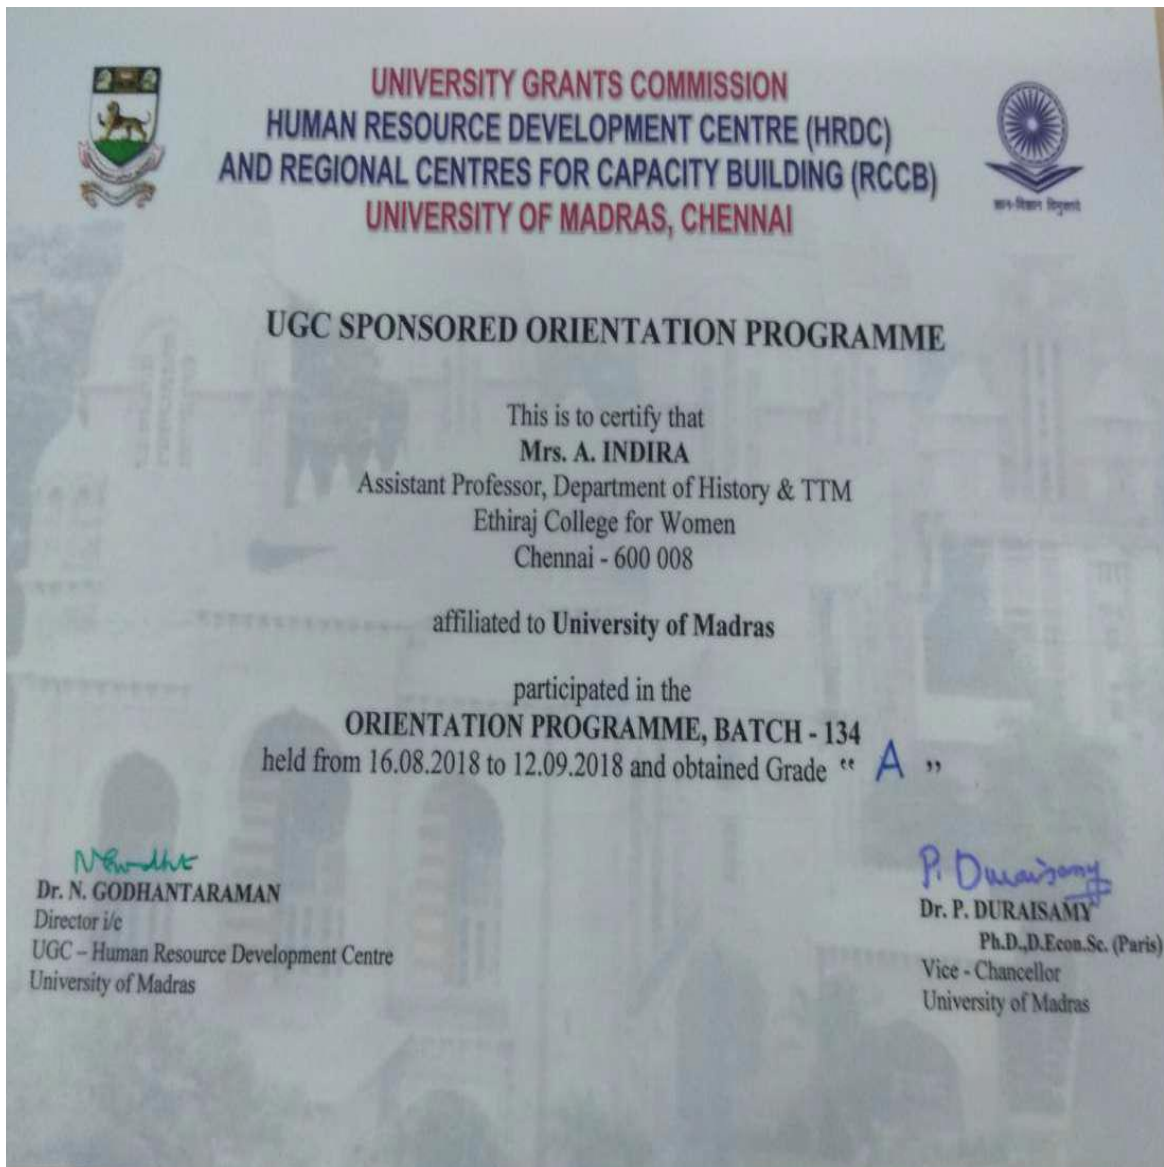 UNIVERSITY GRANTS COMMISSION
HUMAN RESOURCE DEVELOPMENT CENTRE (HRDC)
AND REGIONAL CENTRES FOR CAPACITY BUILDING (RCCB)
UNIVERSITY OF MADRAS, CHENNAI
ज्ञान-विज्ञान विमुक्तये
UGC SPONSORED ORIENTATION PROGRAMME
This is to certify that
Mrs. A. INDIRA
Assistant Professor, Department of History & TTM
Ethiraj College for Women
Chennai - 600 008
affiliated to University of Madras
participated in the
ORIENTATION PROGRAMME, BATCH - 134
held from 16.08.2018 to 12.09.2018 and obtained Grade “ A ”
Dr. N. GODHANTARAMAN
Director i/c
UGC – Human Resource Development Centre
University of Madras
P. Duraisamy
Dr. P. DURAISAMY
Ph.D.,D.Econ.Sc. (Paris)
Vice - Chancellor
University of Madras